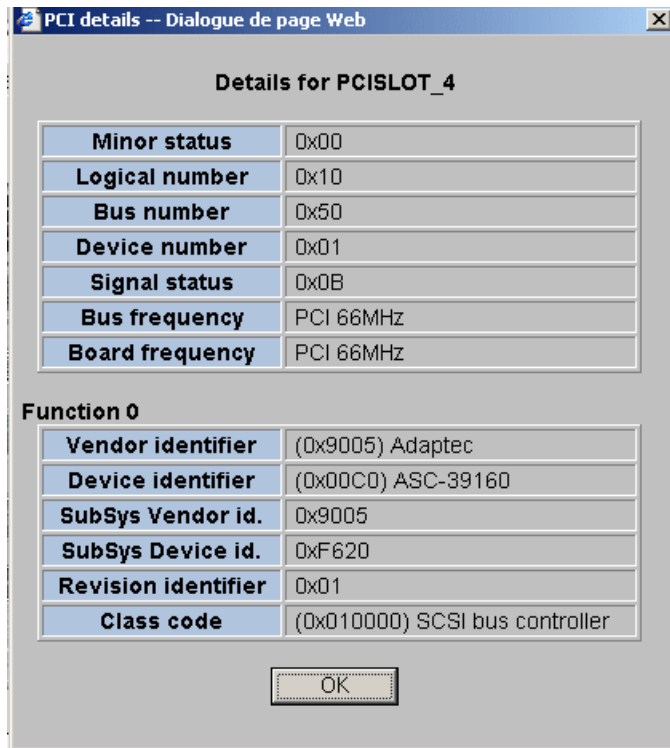 PCI details -- Dialogue de page Web
Details for PCISLOT_4
Minor status 0x00
Logical number 0x10
Bus number 0x50
Device number 0x01
Signal status 0x0B
Bus frequency PCI 66MHz
Board frequency PCI 66MHz
Function 0
Vendor identifier (0x9005) Adaptec
Device identifier (0x00C0) ASC-39160
SubSys Vendor id. 0x9005
SubSys Device id. 0xF620
Revision identifier 0x01
Class code (0x010000) SCSI bus controller
OK